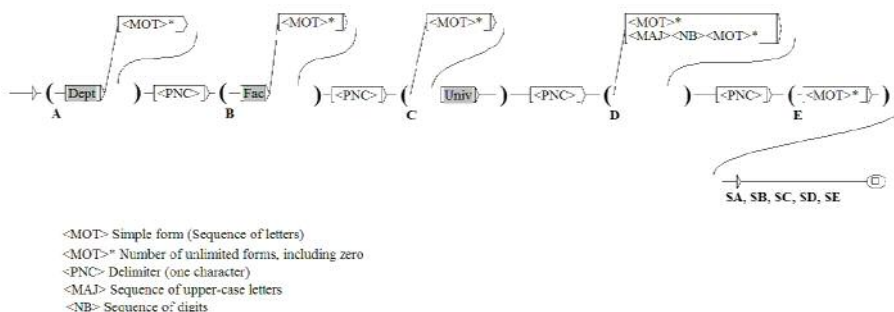 <MOT>* <MOT>* <MOT>* <MOT>*
<MAJ><NB><MOT>*
( Dept ) <PNC> ( Fac ) <PNC> ( Univ ) <PNC> ( ) <PNC> ( <MOT>* )
A B C D E
SA, SB, SC, SD, SE
<MOT> Simple form (Sequence of letters)
<MOT>* Number of unlimited forms, including zero
<PNC> Delimiter (one character)
<MAJ> Sequence of upper-case letters
<NB> Sequence of digits